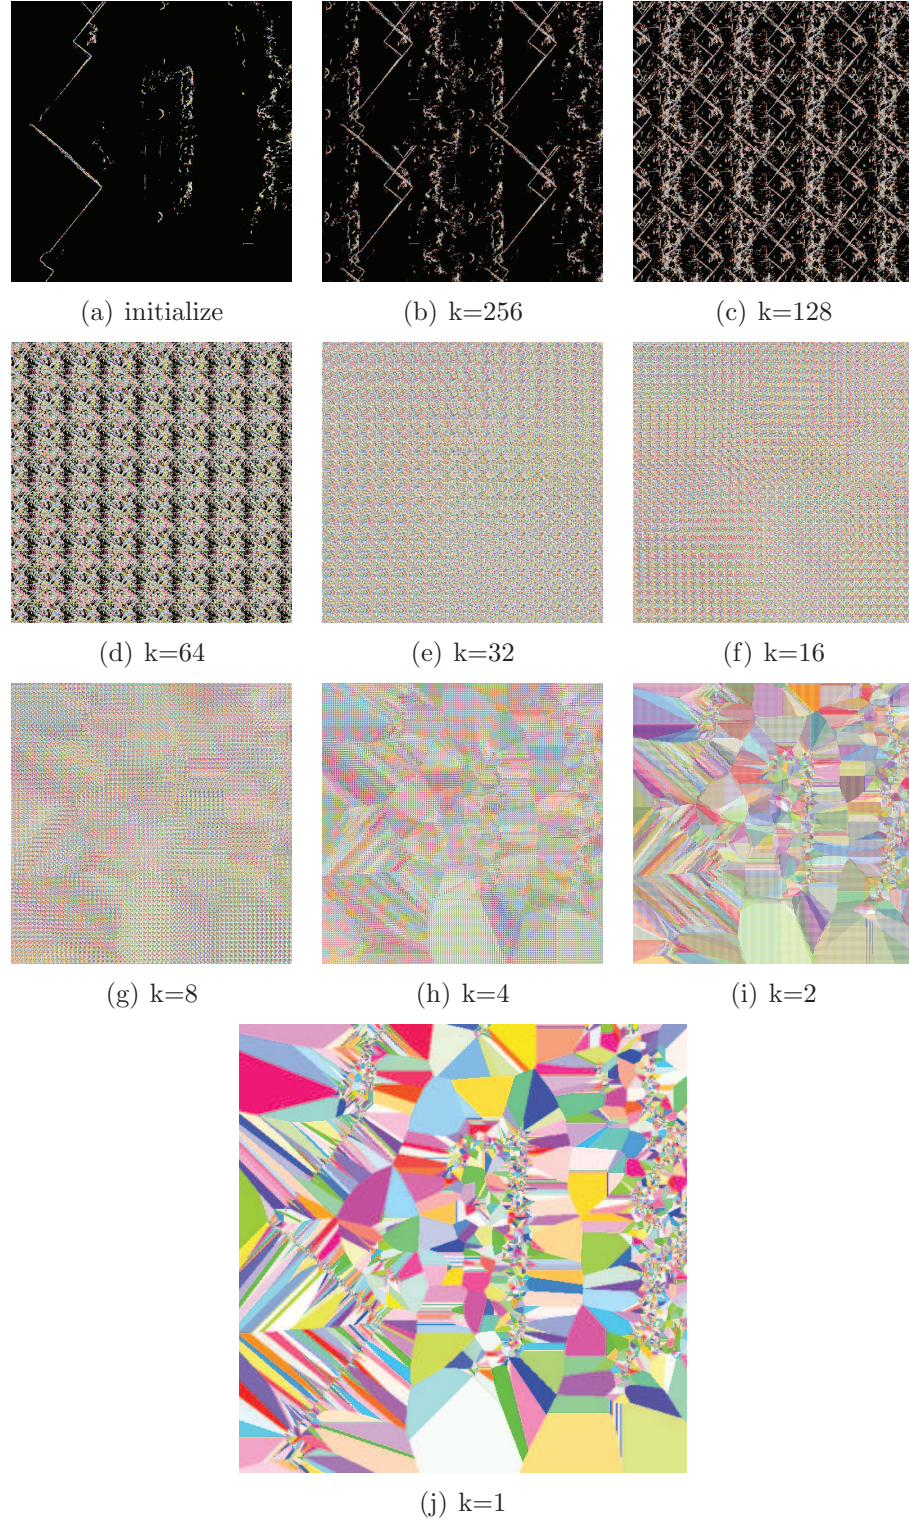 (a) initialize
(b) k=256
(c) k=128
(d) k=64
(e) k=32
(f) k=16
(g) k=8
(h) k=4
(i) k=2
(j) k=1